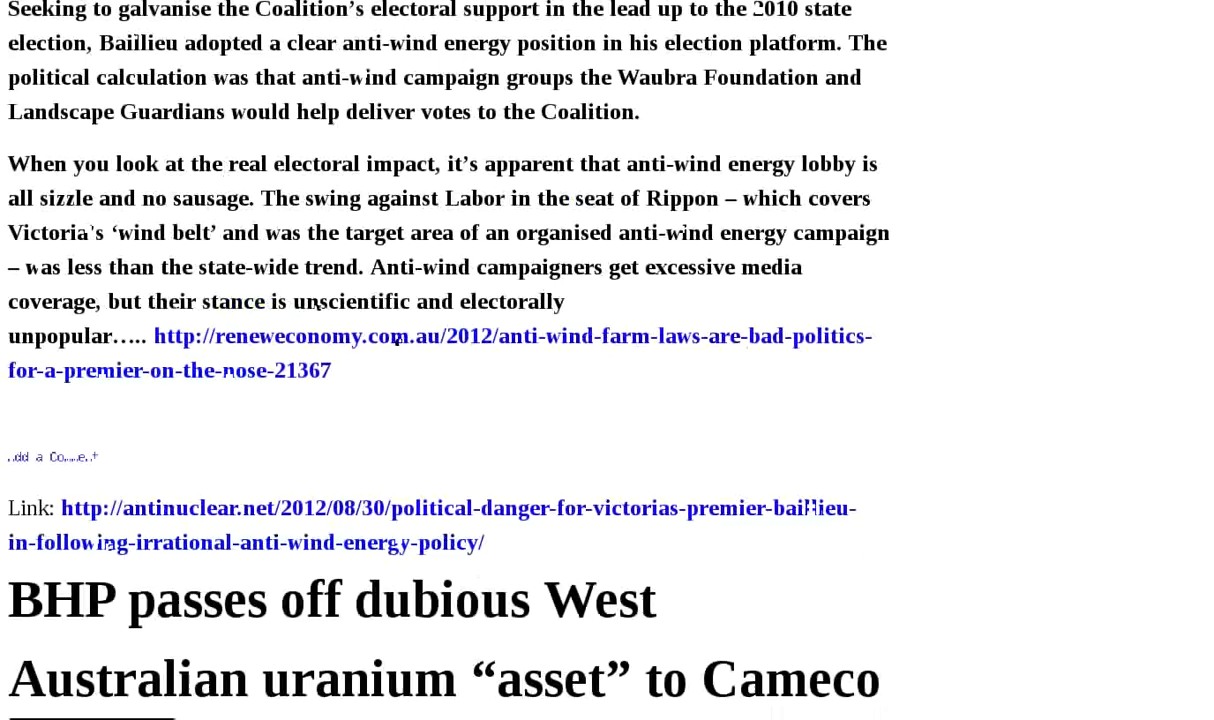 Seeking to galvanise the Coalition’s electoral support in the lead up to the 2010 state
election, Baillieu adopted a clear anti-wind energy position in his election platform. The
political calculation was that anti-wind campaign groups the Waubra Foundation and
Landscape Guardians would help deliver votes to the Coalition.
When you look at the real electoral impact, it’s apparent that anti-wind energy lobby is
all sizzle and no sausage. The swing against Labor in the seat of Rippon – which covers
Victoria’s ‘wind belt’ and was the target area of an organised anti-wind energy campaign
– was less than the state-wide trend. Anti-wind campaigners get excessive media
coverage, but their stance is unscientific and electorally
unpopular….. http://reneweconomy.com.au/2012/anti-wind-farm-laws-are-bad-politics-
for-a-premier-on-the-nose-21367
Add a Comment
Link: http://antinuclear.net/2012/08/30/political-danger-for-victorias-premier-baillieu-
in-following-irrational-anti-wind-energy-policy/
BHP passes off dubious West
Australian uranium “asset” to Cameco